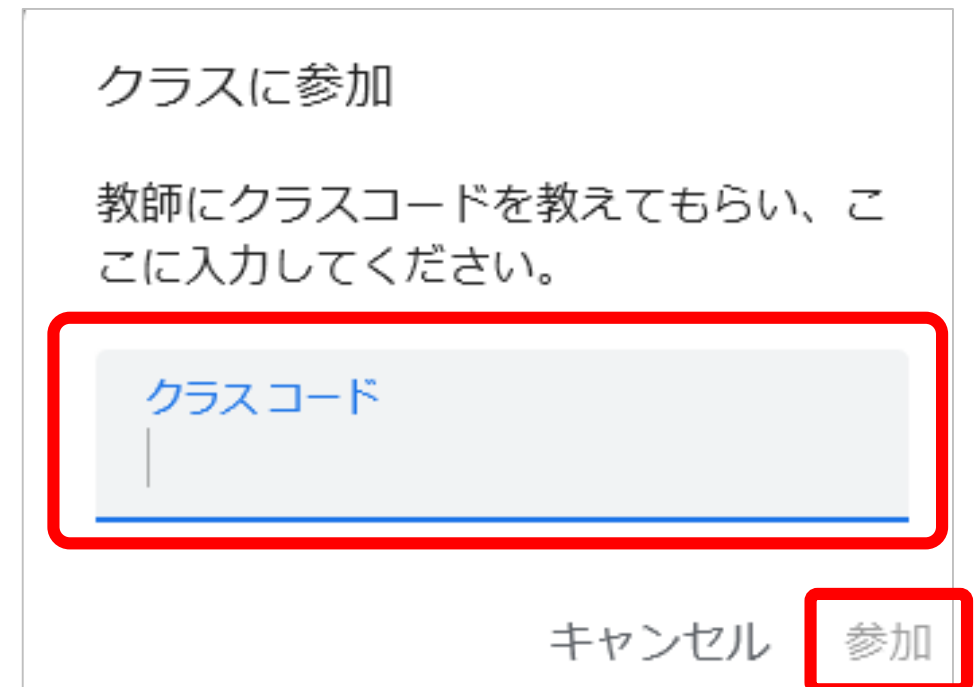 クラスに参加
教師にクラスコードを教えてもらい、こ
こに入力してください。
クラス コード
キャンセル 参加